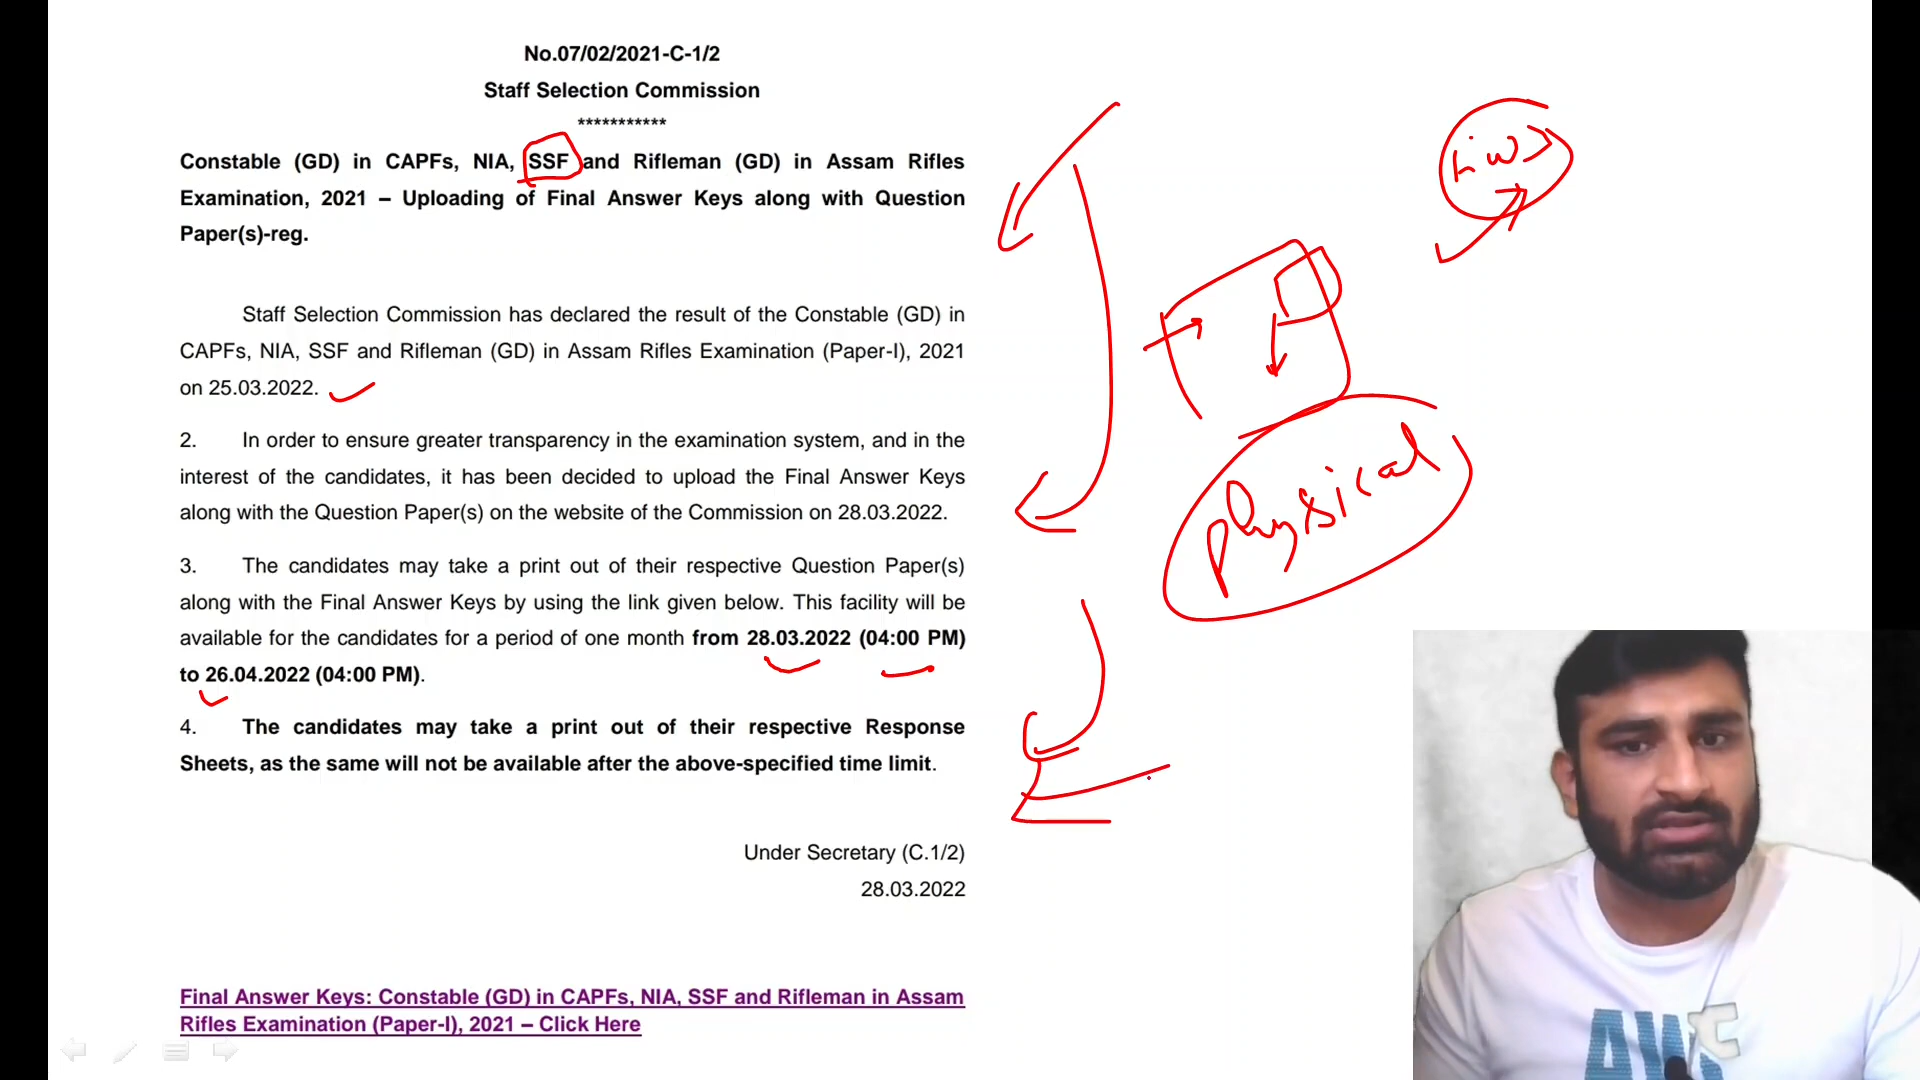 No.07/02/2021-C-1/2
Staff Selection Commission
***********
Constable (GD) in CAPFs, NIA, SSF and Rifleman (GD) in Assam Rifles
Examination, 2021 – Uploading of Final Answer Keys along with Question
Paper(s)-reg.
Staff Selection Commission has declared the result of the Constable (GD) in
CAPFs, NIA, SSF and Rifleman (GD) in Assam Rifles Examination (Paper-I), 2021
on 25.03.2022.
2. In order to ensure greater transparency in the examination system, and in the
interest of the candidates, it has been decided to upload the Final Answer Keys
along with the Question Paper(s) on the website of the Commission on 28.03.2022.
3. The candidates may take a print out of their respective Question Paper(s)
along with the Final Answer Keys by using the link given below. This facility will be
available for the candidates for a period of one month from 28.03.2022 (04:00 PM)
to 26.04.2022 (04:00 PM).
4. The candidates may take a print out of their respective Response
Sheets, as the same will not be available after the above-specified time limit.
Under Secretary (C.1/2)
28.03.2022
Final Answer Keys: Constable (GD) in CAPFs, NIA, SSF and Rifleman in Assam
Rifles Examination (Paper-I), 2021 – Click Here
physical